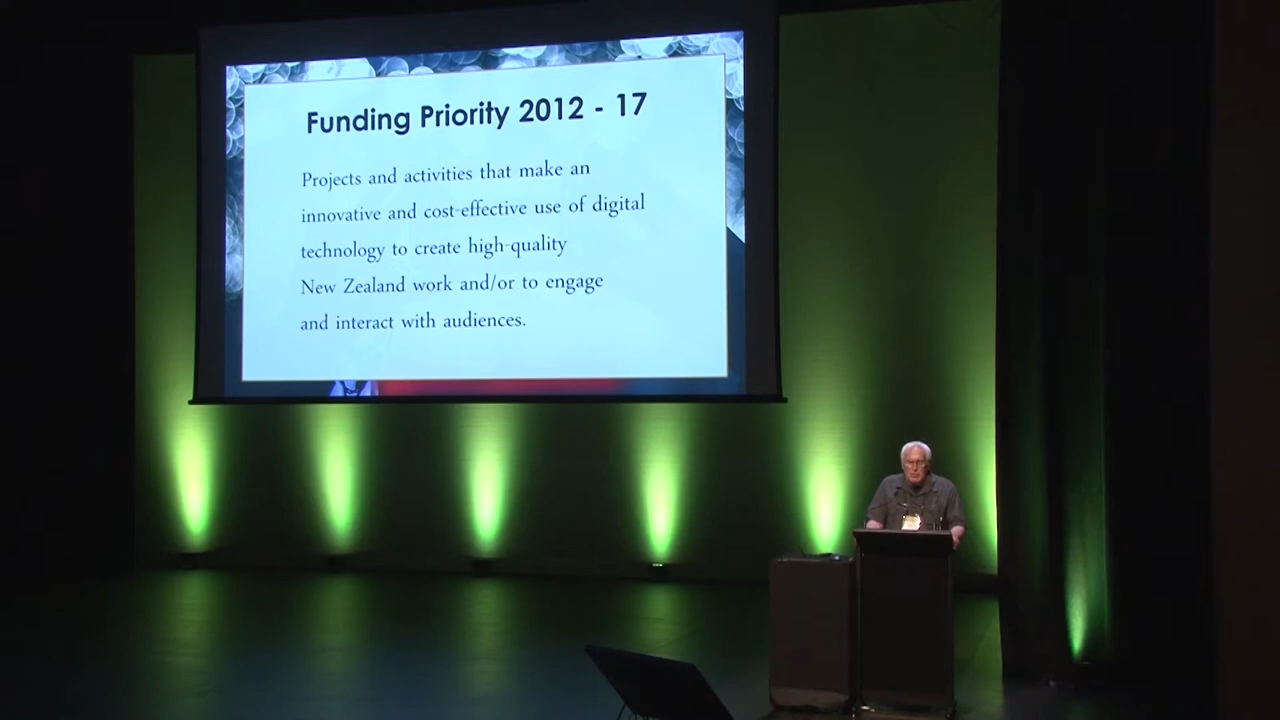 Funding Priority 2012 - 17
Projects and activities that make an
innovative and cost-effective use of digital
technology to create high-quality
New Zealand work and/or to engage
and interact with audiences.